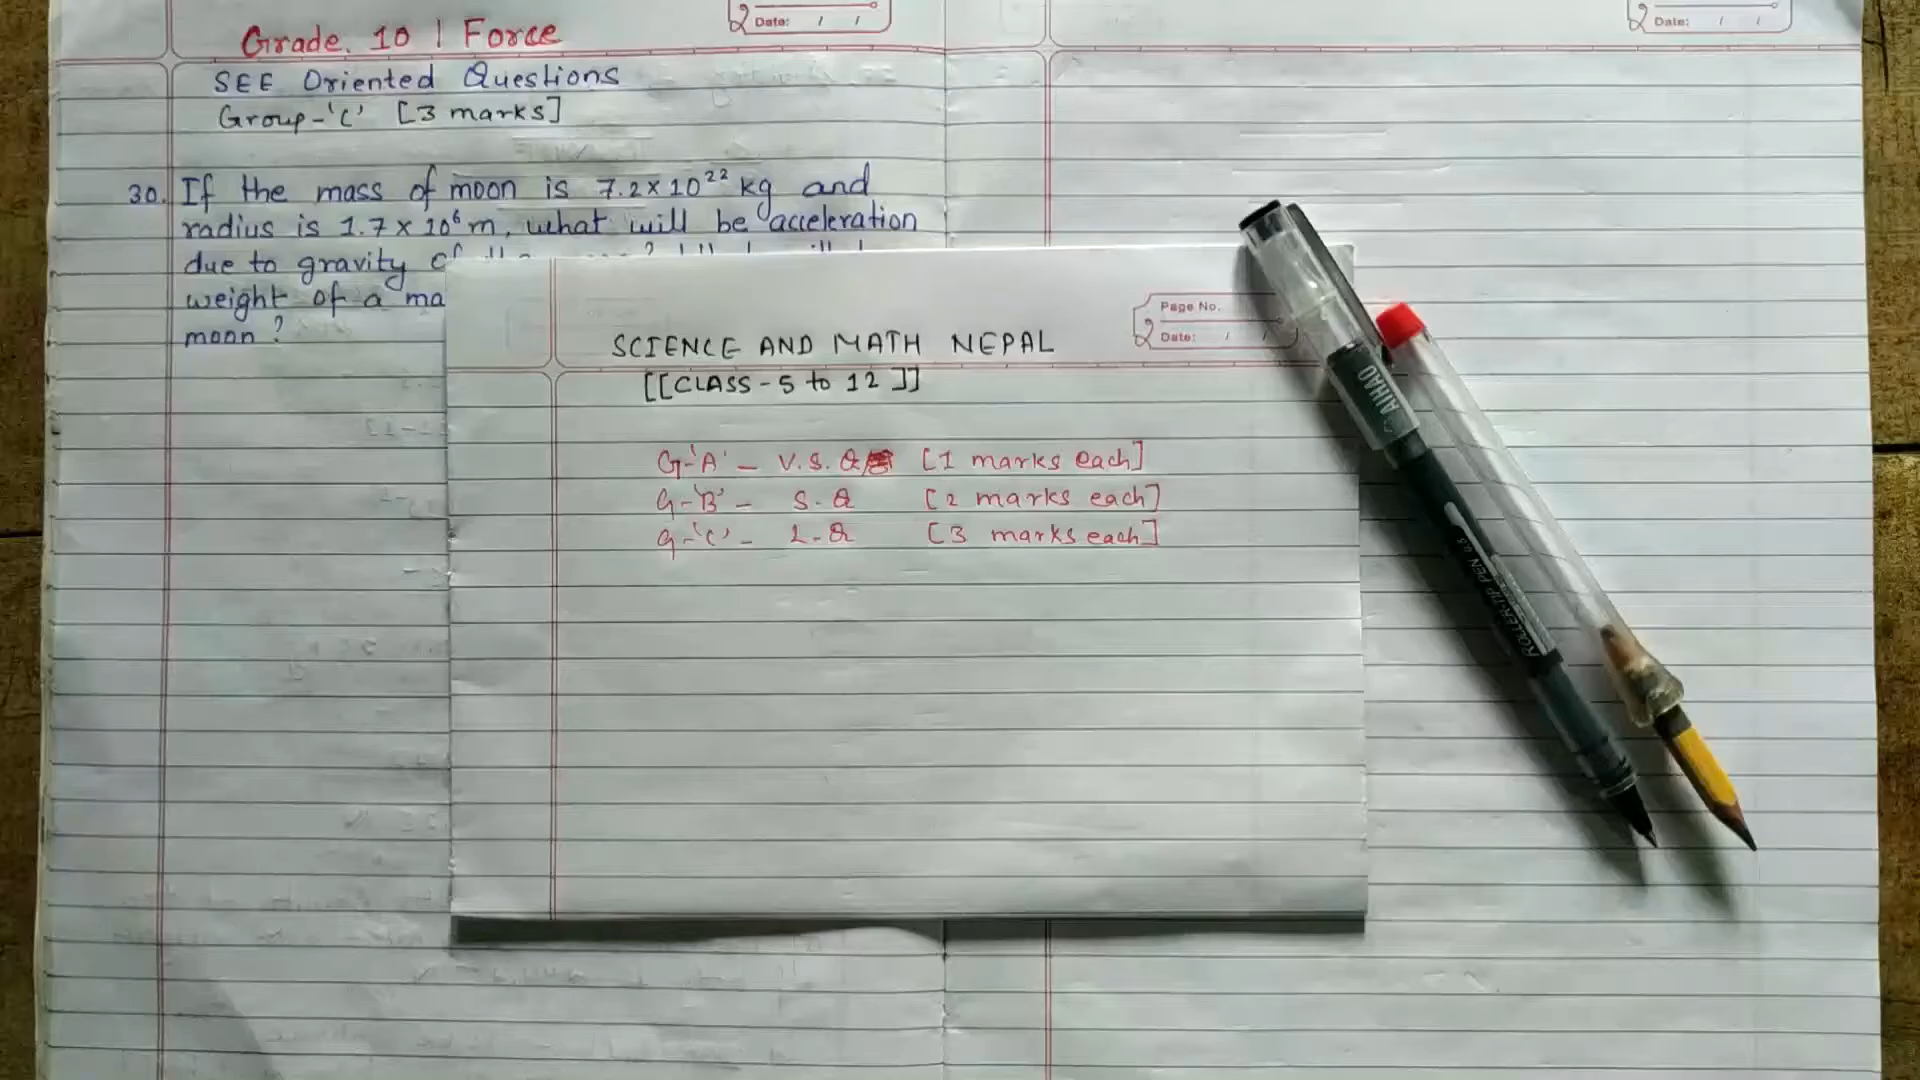 Date: / /
Date: / /
Grade. 10 | Force
SEE Oriented Questions
Group-'C' [3 marks]
30. If the mass of moon is 7.2 x 10²² kg and
radius is 1.7 x 10⁶ m, what will be acceleration
due to gravity
weight of a
moon ?
Page No.
Date: / /
SCIENCE AND MATH NEPAL
[[CLASS - 5 to 12 ]]
G-'A' - V. S. Q [1 marks each]
G-'B' - S. Q [2 marks each]
G-'C' - L-Q [3 marks each]
AIHAO
ROLLER-TIP PEN 0.5